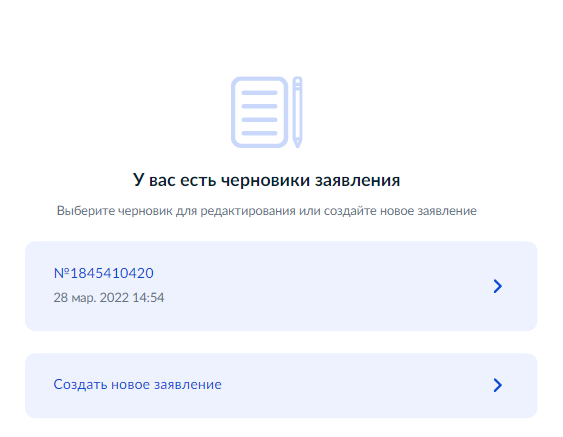 У вас есть черновики заявления
Выберите черновик для редактирования или создайте новое заявление
№1845410420
28 мар. 2022 14:54
Создать новое заявление